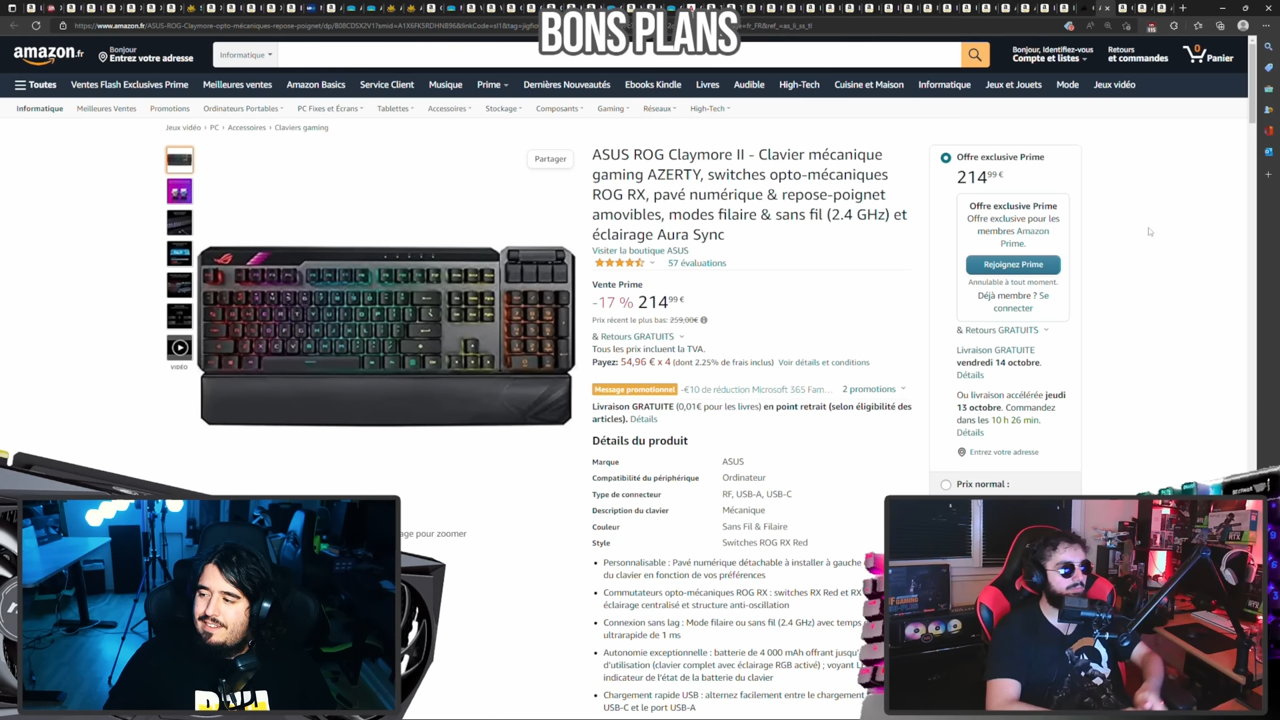 BONS PLANS
https://www.amazon.fr/ASUS-ROG-Claymore-opto-mécaniques-repose-poignet/dp/B08CDSX2V1?
amazon.fr
Bonjour
Entrez votre adresse
Informatique
Bonjour, Identifiez-vous
Compte et listes
Retours
et commandes
0
Panier
Toutes Ventes Flash Exclusives Prime Meilleures ventes Amazon Basics Service Client Musique Prime Dernières Nouveautés Ebooks Kindle Livres Audible High-Tech Cuisine et Maison Informatique Jeux et Jouets Mode Jeux vidéo
Informatique Meilleures Ventes Promotions Ordinateurs Portables PC Fixes et Écrans Tablettes Accessoires Stockage Composants Gaming Réseaux High-Tech
Jeux vidéo › PC › Accessoires › Claviers gaming
Partager
VIDÉO
ASUS ROG Claymore II - Clavier mécanique
gaming AZERTY, switches opto-mécaniques
ROG RX, pavé numérique & repose-poignet
amovibles, modes filaire & sans fil (2.4 GHz) et
éclairage Aura Sync
Visiter la boutique ASUS
57 évaluations
Vente Prime
-17 % 214,99 €
Prix récent le plus bas: 259,00€
& Retours GRATUITS
Tous les prix incluent la TVA.
Payez: 54,96 € x 4 (dont 2.25% de frais inclus) Voir détails et conditions
Message promotionnel -€10 de réduction Microsoft 365 Fam... 2 promotions
Livraison GRATUITE (0,01€ pour les livres) en point retrait (selon éligibilité des
articles). Détails
Détails du produit
Marque ASUS
Compatibilité du périphérique Ordinateur
Type de connecteur RF, USB-A, USB-C
Description du clavier Mécanique
Couleur Sans Fil & Filaire
Style Switches ROG RX Red
• Personnalisable : Pavé numérique détachable à installer à gauche
du clavier en fonction de vos préférences
• Commutateurs opto-mécaniques ROG RX : switches RX Red et RX
éclairage centralisé et structure anti-oscillation
• Connexion sans lag : Mode filaire ou sans fil (2.4 GHz) avec temps
ultrarapide de 1 ms
• Autonomie exceptionnelle : batterie de 4 000 mAh offrant jusqu'
d'utilisation (clavier complet avec éclairage RGB activé) ; voyant
indicateur de l'état de la batterie du clavier
• Chargement rapide USB : alternez facilement entre le chargement
USB-C et le port USB-A
Offre exclusive Prime
214,99 €
Offre exclusive Prime
Offre exclusive pour les
membres Amazon
Prime.
Rejoignez Prime
Annulable à tout moment.
Déjà membre ? Se
connecter
& Retours GRATUITS
Livraison GRATUITE
vendredi 14 octobre.
Détails
Ou livraison accélérée jeudi
13 octobre. Commandez
dans les 10 h 26 min.
Détails
Entrez votre adresse
Prix normal :
age pour zoomer